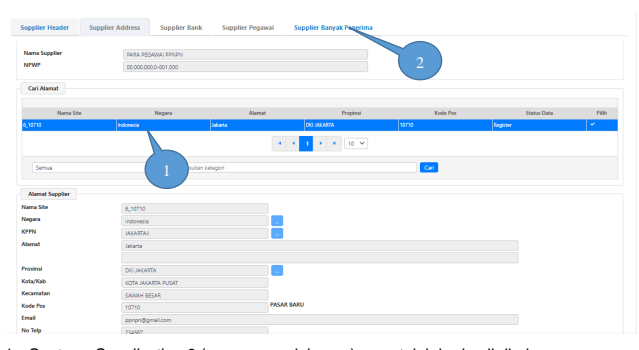 Supplier Header Supplier Address Supplier Bank Supplier Pegawai Supplier Banyak Penerima
2
Nama Supplier PARA PEGAWAI PPNPN
NPWP 00.000.000.0-001.000
Cari Alamat
Nama Site Negara Alamat Propinsi Kode Pos Status Data Pilih
6_10710 Indonesia Jakarta DKI JAKARTA 10710 Register
1 10
1
Semua kan kategori Cari
Alamat Supplier
Nama Site 6_10710
Negara Indonesia ...
KPPN JAKARTA II ...
Alamat Jakarta
Provinsi DKI JAKARTA ...
Kota/Kab KOTA JAKARTA PUSAT
Kecamatan SAWAH BESAR
Kode Pos 10710 PASAR BARU
Email ppnpn@gmail.com
No Telp 234567